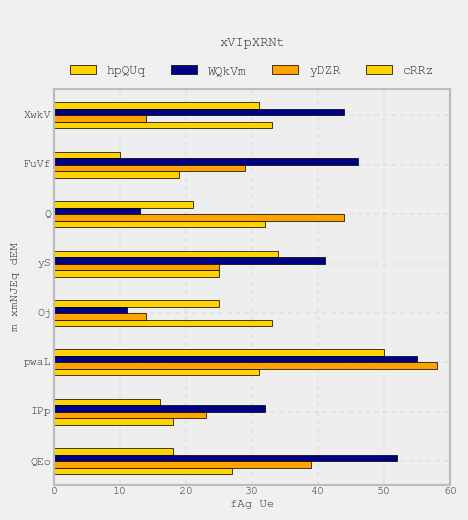 xVIpXRNt
hpQUq WQkVm yDZR cRRz
XwkV
FuVf
Q
yS
Oj
pwaL
IPp
QEo
m xmNJEq dEM
0 10 20 30 40 50 60
fAg Ue